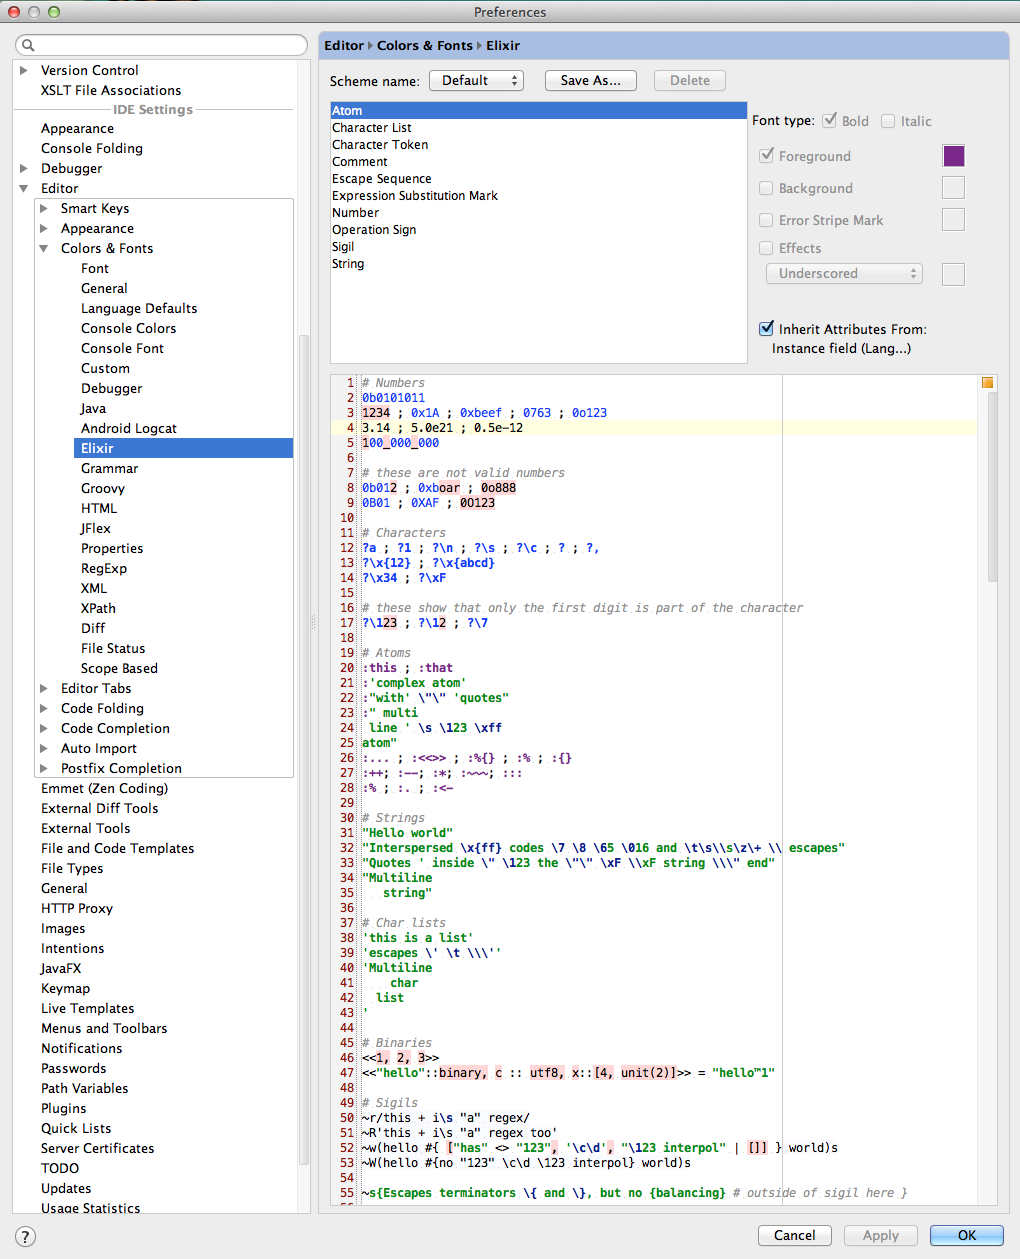 Preferences
Version Control
XSLT File Associations
IDE Settings
Appearance
Console Folding
Debugger
Editor
Smart Keys
Appearance
Colors & Fonts
Font
General
Language Defaults
Console Colors
Console Font
Custom
Debugger
Java
Android Logcat
Elixir
Grammar
Groovy
HTML
JFlex
Properties
RegExp
XML
XPath
Diff
File Status
Scope Based
Editor Tabs
Code Folding
Code Completion
Auto Import
Postfix Completion
Emmet (Zen Coding)
External Diff Tools
External Tools
File and Code Templates
File Types
General
HTTP Proxy
Images
Intentions
JavaFX
Keymap
Live Templates
Menus and Toolbars
Notifications
Passwords
Path Variables
Plugins
Quick Lists
Server Certificates
TODO
Updates
Usage Statistics
Editor › Colors & Fonts › Elixir
Scheme name: Default Save As... Delete
Atom
Character List
Character Token
Comment
Escape Sequence
Expression Substitution Mark
Number
Operation Sign
Sigil
String
Font type: Bold Italic
Foreground
Background
Error Stripe Mark
Effects
Underscored
Inherit Attributes From:
Instance field (Lang...)
1 # Numbers
2 0b0101011
3 1234 ; 0x1A ; 0xbeef ; 0763 ; 0o123
4 3.14 ; 5.0e21 ; 0.5e-12
5 100_000_000
6
7 # these are not valid numbers
8 0b012 ; 0xboar ; 0o888
9 0B01 ; 0XAF ; 0O123
10
11 # Characters
12 ?a ; ?1 ; ?\n ; ?\s ; ?\c ; ? ; ?,
13 ?\x{12} ; ?\x{abcd}
14 ?\x34 ; ?\xF
15
16 # these show that only the first digit is part of the character
17 ?\123 ; ?\12 ; ?\7
18
19 # Atoms
20 :this ; :that
21 :'complex atom'
22 :"with' \"\" 'quotes"
23 :" multi
24  line ' \s \123 \xff
25 atom"
26 :... ; :<<>> ; :%{} ; :% ; :{}
27 :++; :--; :*; :~~~; :::
28 :% ; :. ; :<-
29
30 # Strings
31 "Hello world"
32 "Interspersed \x{ff} codes \7 \8 \65 \016 and \t\s\\s\z\+ \\ escapes"
33 "Quotes ' inside \" \123 the \"\" \xF \\xF string \\\" end"
34 "Multiline
35    string"
36
37 # Char lists
38 'this is a list'
39 'escapes \' \t \\\''
40 'Multiline
41     char
42   list
43 '
44
45 # Binaries
46 <<1, 2, 3>>
47 <<"hello"::binary, c :: utf8, x::[4, unit(2)]>> = "hello™1"
48
49 # Sigils
50 ~r/this + i\s "a" regex/
51 ~R'this + i\s "a" regex too'
52 ~w(hello #{ ["has" <> "123", '\c\d', "\123 interpol" | []] } world)s
53 ~W(hello #{no "123" \c\d \123 interpol} world)s
54
55 ~s{Escapes terminators \{ and \}, but no {balancing} # outside of sigil here }
? Cancel Apply OK